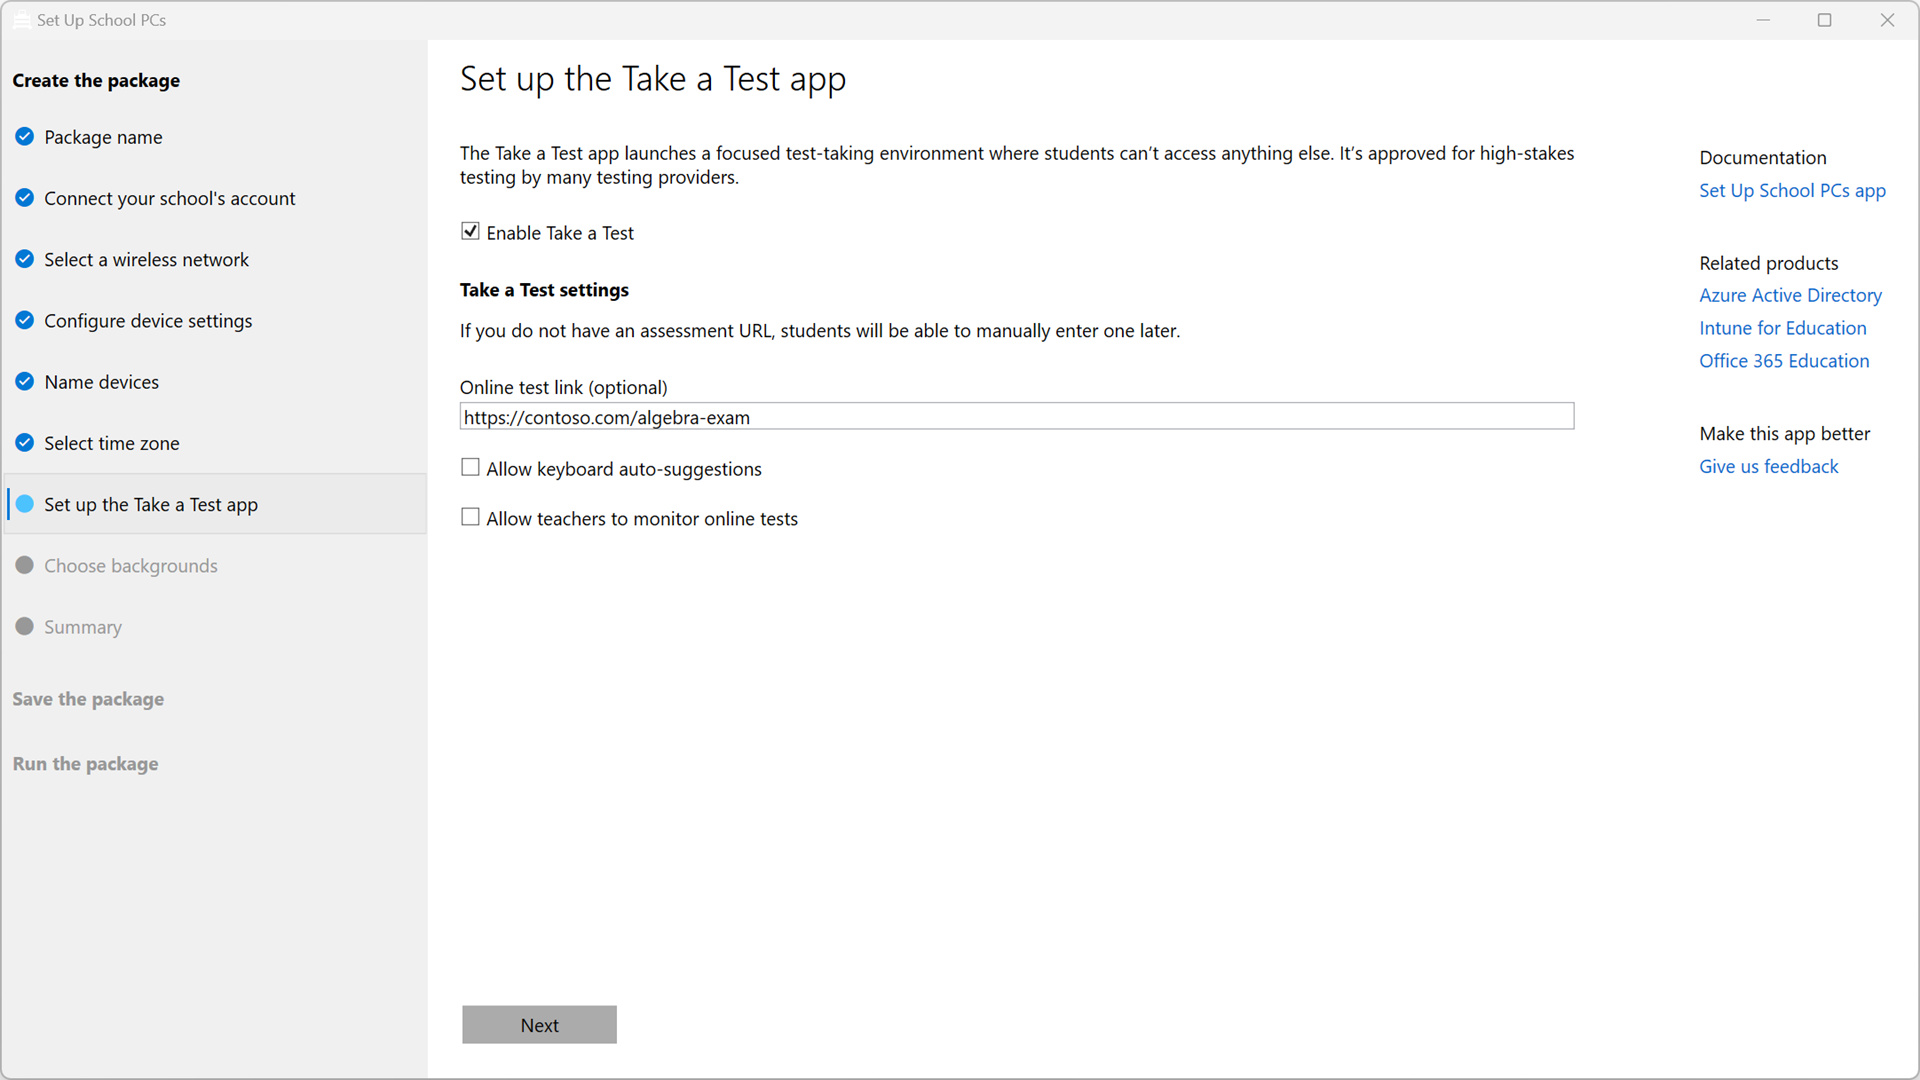 Set Up School PCs
Create the package
Package name
Connect your school's account
Select a wireless network
Configure device settings
Name devices
Select time zone
Set up the Take a Test app
Choose backgrounds
Summary
Save the package
Run the package
Set up the Take a Test app
The Take a Test app launches a focused test-taking environment where students can’t access anything else. It’s approved for high-stakes
testing by many testing providers.
Enable Take a Test
Take a Test settings
If you do not have an assessment URL, students will be able to manually enter one later.
Online test link (optional)
https://contoso.com/algebra-exam
Allow keyboard auto-suggestions
Allow teachers to monitor online tests
Next
Documentation
Set Up School PCs app
Related products
Azure Active Directory
Intune for Education
Office 365 Education
Make this app better
Give us feedback